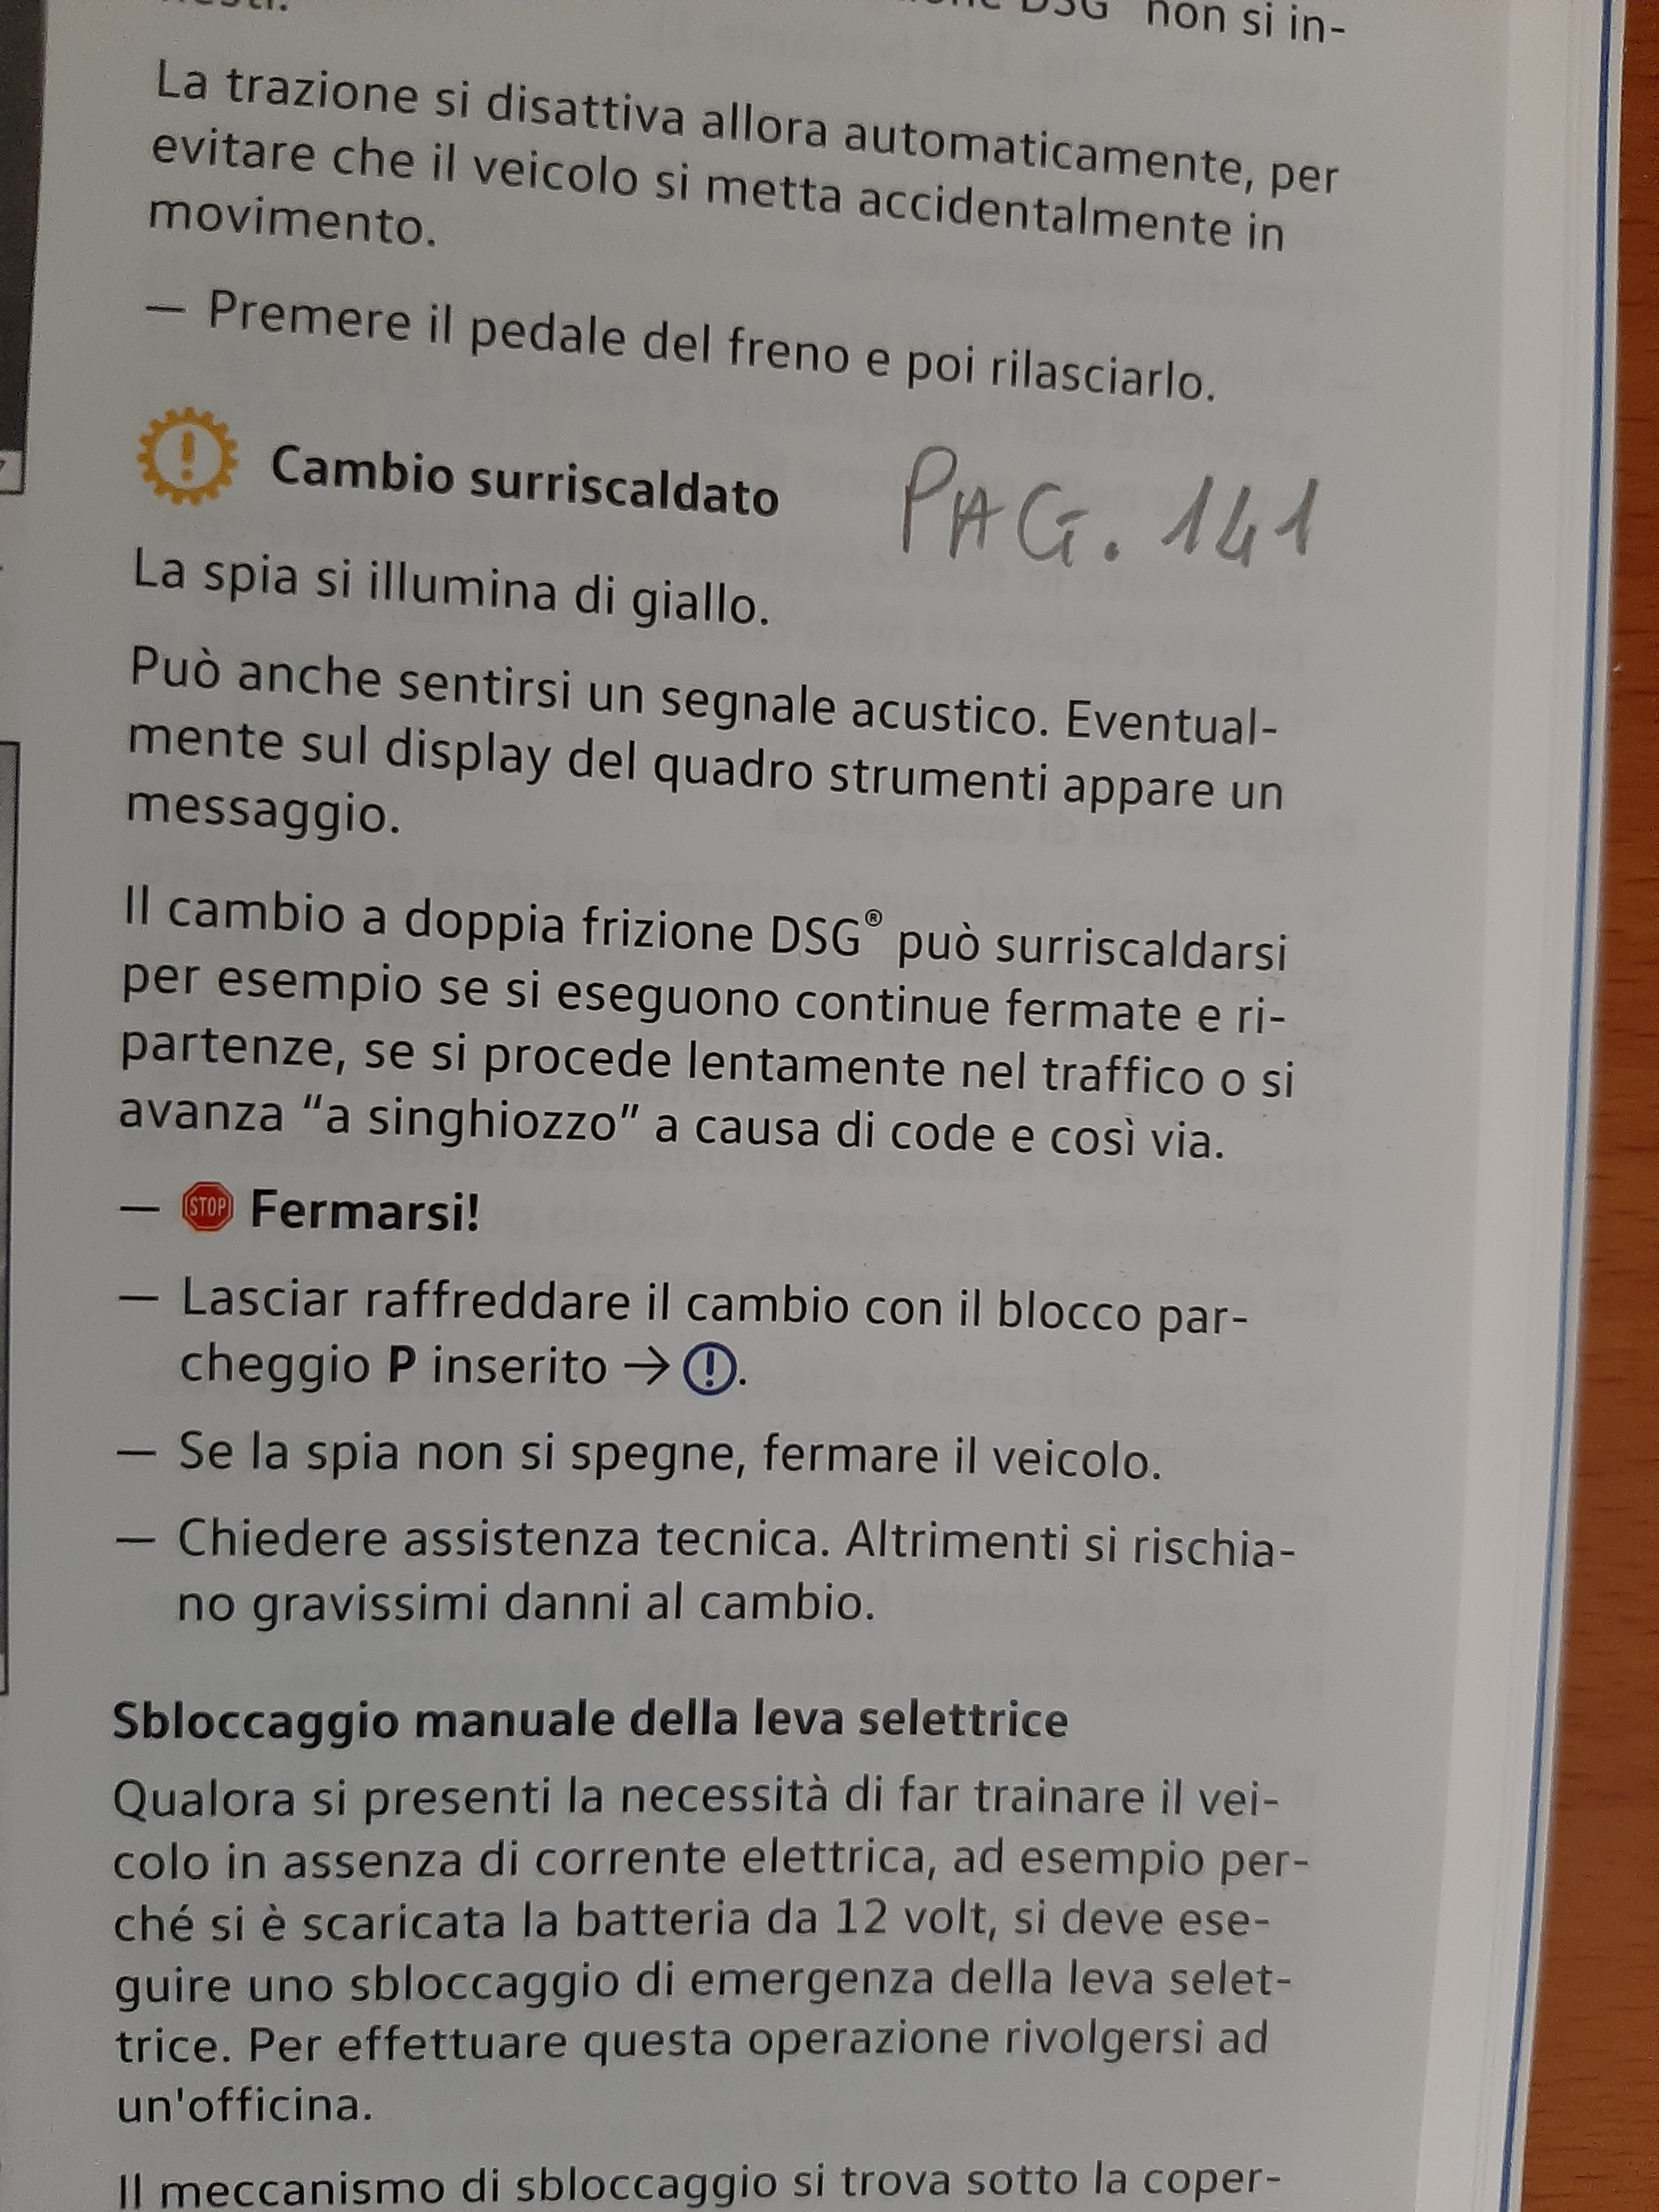 DSG® non si in-
La trazione si disattiva allora automaticamente, per
evitare che il veicolo si metta accidentalmente in
movimento.
— Premere il pedale del freno e poi rilasciarlo.
Cambio surriscaldato PAG. 141
La spia si illumina di giallo.
Può anche sentirsi un segnale acustico. Eventual-
mente sul display del quadro strumenti appare un
messaggio.
Il cambio a doppia frizione DSG® può surriscaldarsi
per esempio se si eseguono continue fermate e ri-
partenze, se si procede lentamente nel traffico o si
avanza “a singhiozzo” a causa di code e così via.
— STOP Fermarsi!
— Lasciar raffreddare il cambio con il blocco par-
cheggio P inserito → !.
— Se la spia non si spegne, fermare il veicolo.
— Chiedere assistenza tecnica. Altrimenti si rischia-
no gravissimi danni al cambio.
Sbloccaggio manuale della leva selettrice
Qualora si presenti la necessità di far trainare il vei-
colo in assenza di corrente elettrica, ad esempio per-
ché si è scaricata la batteria da 12 volt, si deve ese-
guire uno sbloccaggio di emergenza della leva selet-
trice. Per effettuare questa operazione rivolgersi ad
un'officina.
Il meccanismo di sbloccaggio si trova sotto la coper-